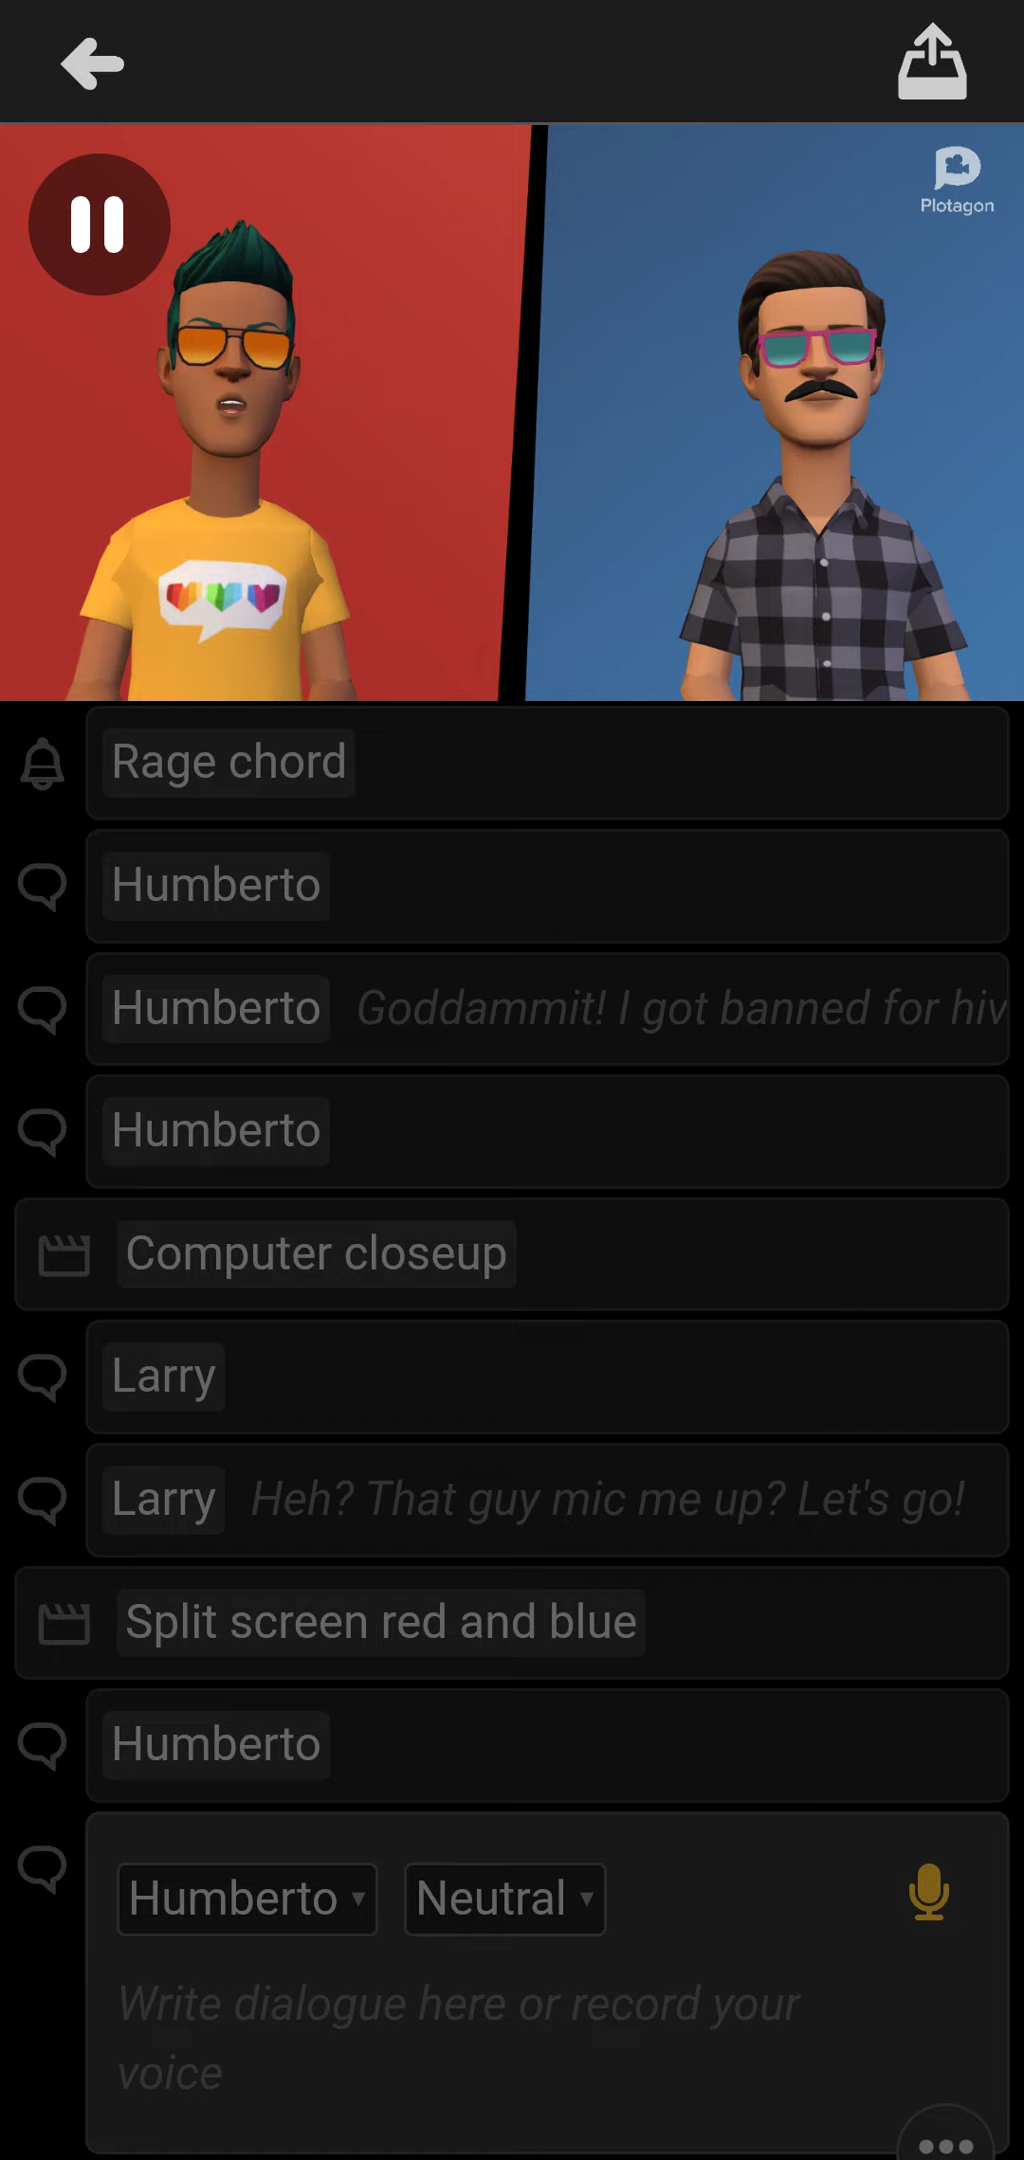 Plotagon
Rage chord
Humberto
Humberto Goddammit! I got banned for hiv
Humberto
Computer closeup
Larry
Larry Heh? That guy mic me up? Let's go!
Split screen red and blue
Humberto
Humberto Neutral
Write dialogue here or record your
voice